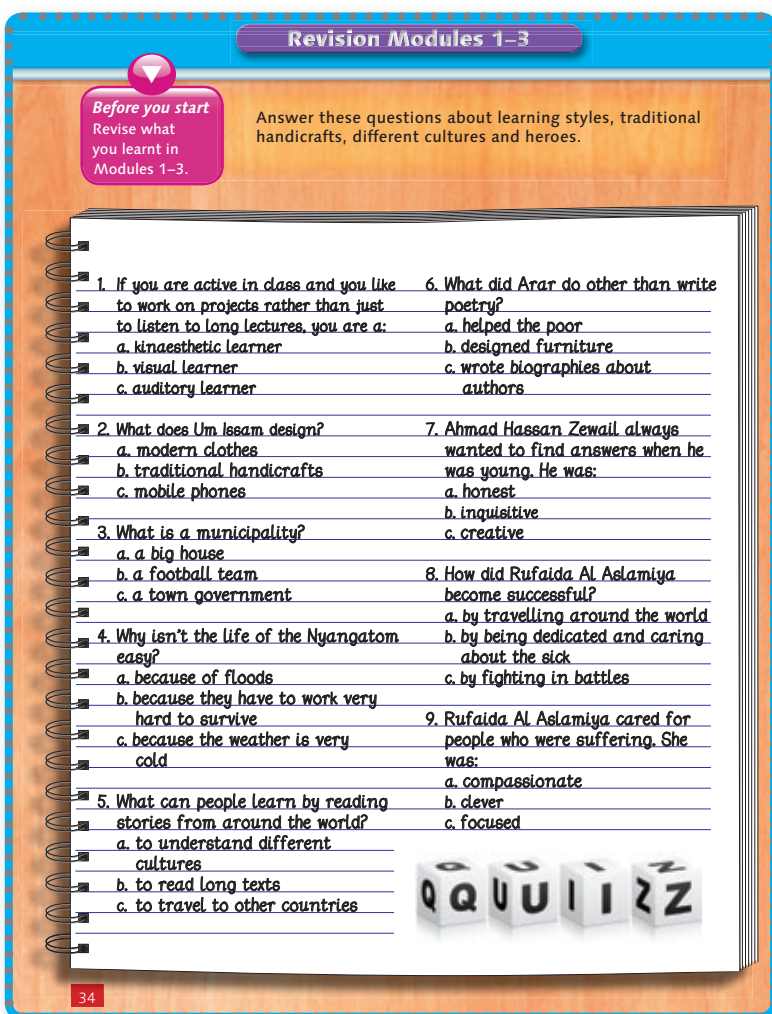 Revision Modules 1–3
Before you start
Revise what
you learnt in
Modules 1–3.
Answer these questions about learning styles, traditional
handicrafts, different cultures and heroes.
1. If you are active in class and you like
to work on projects rather than just
to listen to long lectures, you are a:
a. kinaesthetic learner
b. visual learner
c. auditory learner
2. What does Um Issam design?
a. modern clothes
b. traditional handicrafts
c. mobile phones
3. What is a municipality?
a. a big house
b. a football team
c. a town government
4. Why isn't the life of the Nyangatom
easy?
a. because of floods
b. because they have to work very
hard to survive
c. because the weather is very
cold
5. What can people learn by reading
stories from around the world?
a. to understand different
cultures
b. to read long texts
c. to travel to other countries
6. What did Arar do other than write
poetry?
a. helped the poor
b. designed furniture
c. wrote biographies about
authors
7. Ahmad Hassan Zewail always
wanted to find answers when he
was young. He was:
a. honest
b. inquisitive
c. creative
8. How did Rufaida Al Aslamiya
become successful?
a. by travelling around the world
b. by being dedicated and caring
about the sick
c. by fighting in battles
9. Rufaida Al Aslamiya cared for
people who were suffering. She
was:
a. compassionate
b. clever
c. focused
Q U I Z
Q Q U U I I Z Z
34